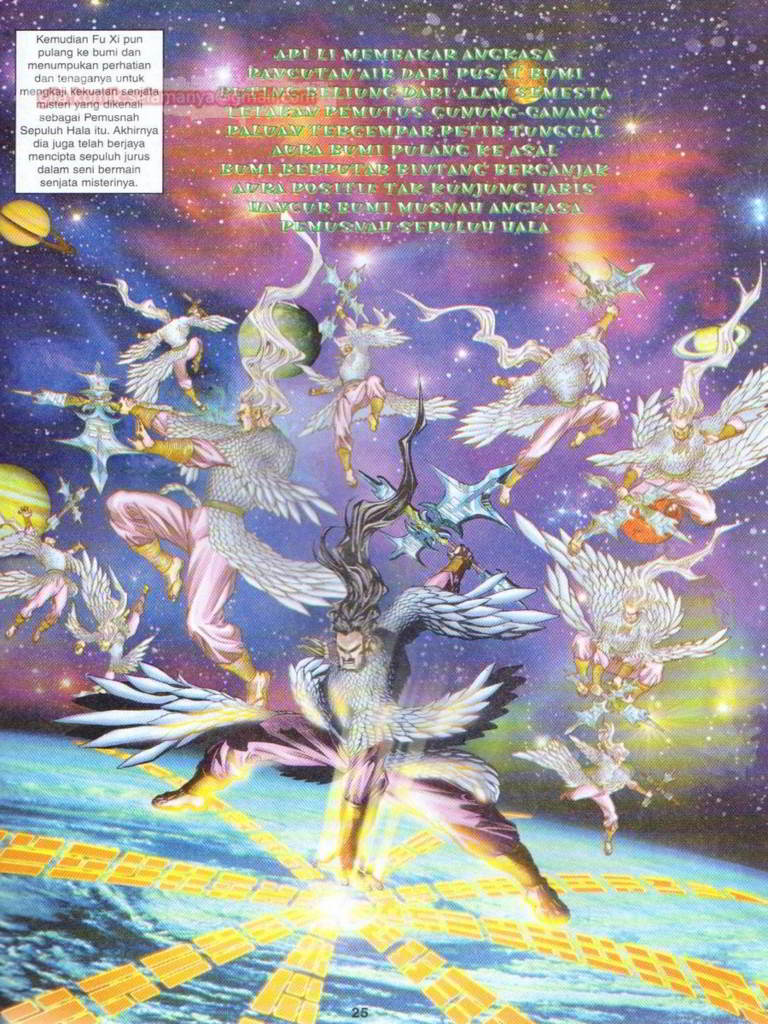 Kemudian Fu Xi pun
pulang ke bumi dan
menumpukan perhatian
dan tenaganya untuk
mengkaji kekuatan senjata
misteri yang dikenali
sebagai Pemusnah
Sepuluh Hala itu. Akhirnya
dia juga telah berjaya
mencipta sepuluh jurus
dalam seni bermain
senjata misterinya.
API LI MEMBAKAR ANGKASA
PANCUTAN AIR DARI PUSAT BUMI
PUTING BELIUNG DARI ALAM SEMESTA
LETAKAN PEMUTUS GUNUNG-GANANG
PALUAN TERGEMPAR PETIR TUNGGAL
AURA BUMI PULANG KE ASAL
BUMI BERPUTAR BINTANG BERGANJAK
AURA POSITIF TAK KUNJUNG HABIS
HANCUR BUMI MUSNAH ANGKASA
PEMUSNAH SEPULUH HALA
25